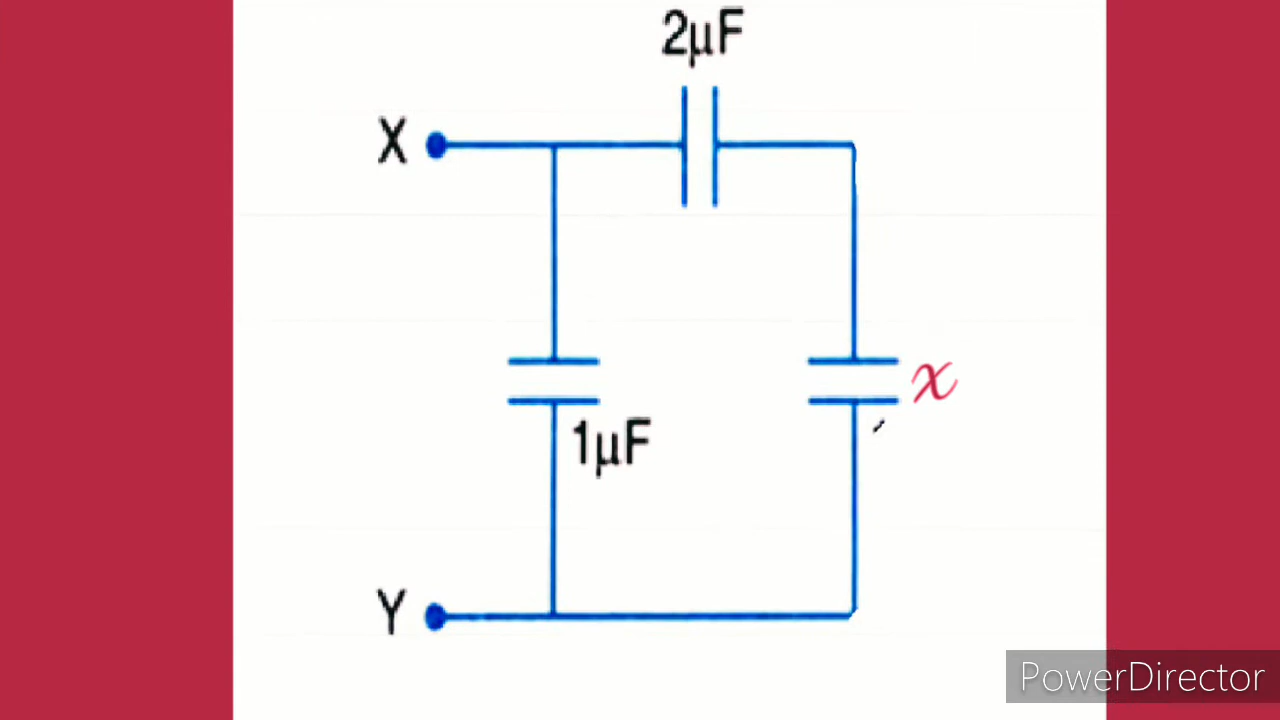 2μF
X
x
1μF
Y
PowerDirector